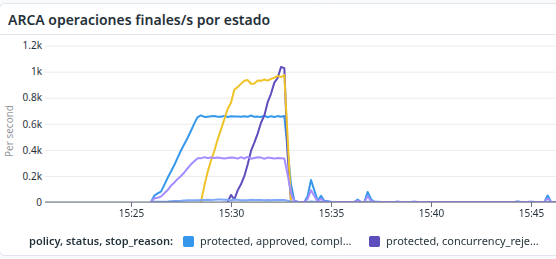 ARCA operaciones finales/s por estado
1.2k
1k
0.8k
0.6k
0.4k
0.2k
0
Per second
15:25 15:30 15:35 15:40 15:45
policy, status, stop_reason: protected, approved, compl... protected, concurrency_reje...